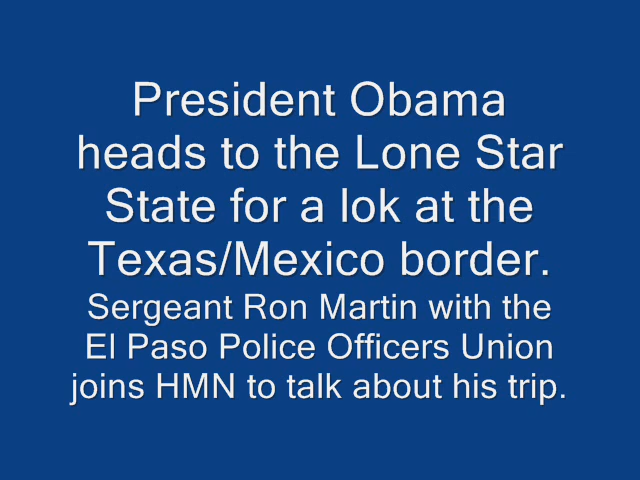 President Obama
heads to the Lone Star
State for a lok at the
Texas/Mexico border.
Sergeant Ron Martin with the
El Paso Police Officers Union
joins HMN to talk about his trip.